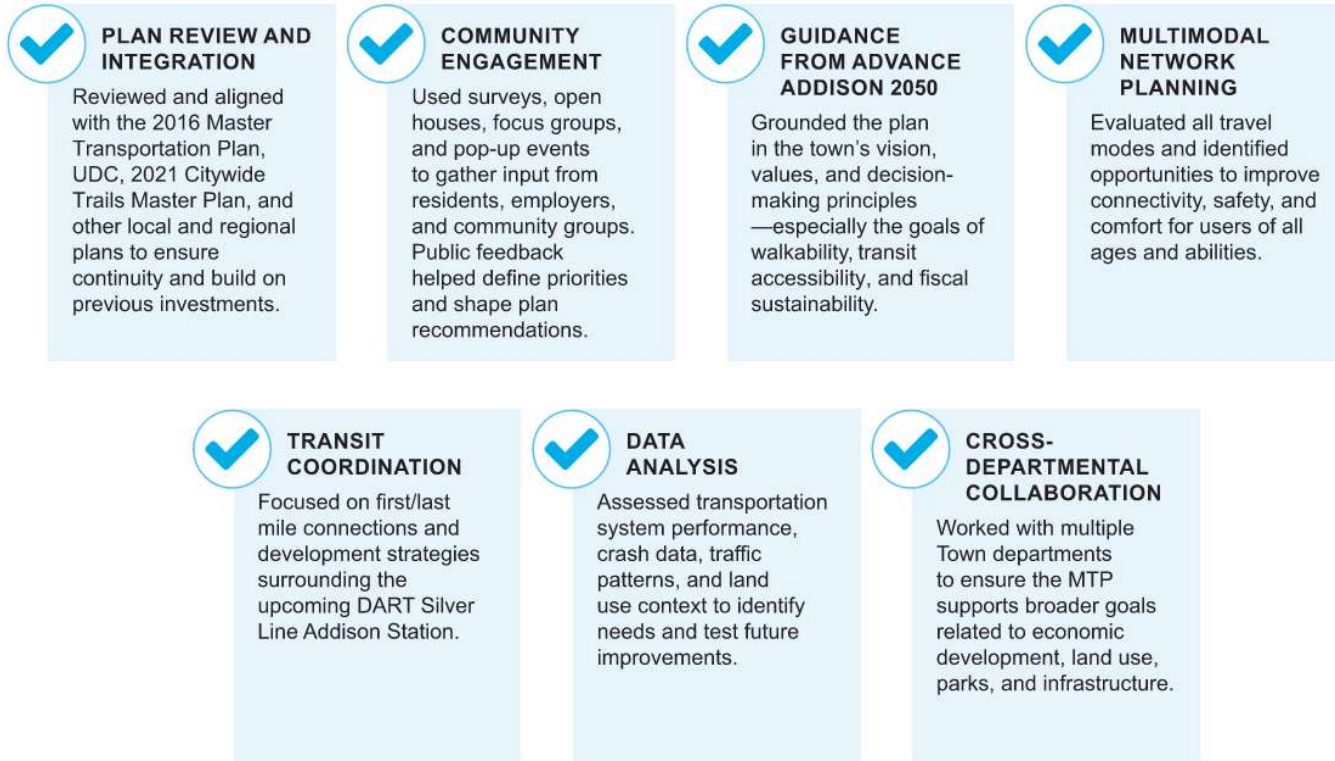 PLAN REVIEW AND
INTEGRATION
Reviewed and aligned
with the 2016 Master
Transportation Plan,
UDC, 2021 Citywide
Trails Master Plan, and
other local and regional
plans to ensure
continuity and build on
previous investments.
COMMUNITY
ENGAGEMENT
Used surveys, open
houses, focus groups,
and pop-up events
to gather input from
residents, employers,
and community groups.
Public feedback
helped define priorities
and shape plan
recommendations.
GUIDANCE
FROM ADVANCE
ADDISON 2050
Grounded the plan
in the town's vision,
values, and decision-
making principles
—especially the goals of
walkability, transit
accessibility, and fiscal
sustainability.
MULTIMODAL
NETWORK
PLANNING
Evaluated all travel
modes and identified
opportunities to improve
connectivity, safety, and
comfort for users of all
ages and abilities.
TRANSIT
COORDINATION
Focused on first/last
mile connections and
development strategies
surrounding the
upcoming DART Silver
Line Addison Station.
DATA
ANALYSIS
Assessed transportation
system performance,
crash data, traffic
patterns, and land
use context to identify
needs and test future
improvements.
CROSS-
DEPARTMENTAL
COLLABORATION
Worked with multiple
Town departments
to ensure the MTP
supports broader goals
related to economic
development, land use,
parks, and infrastructure.